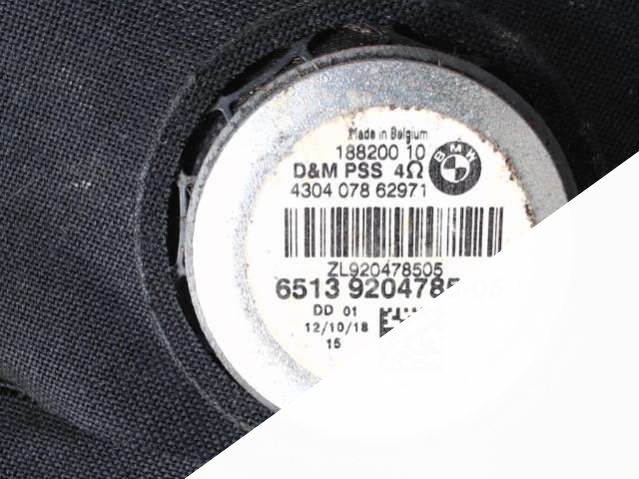 Made in Belgium
188200 10
BMW
D&M PSS 4Ω
4304 078 62971
ZL920478505
6513 9204785
DD 01
12/10/18
15